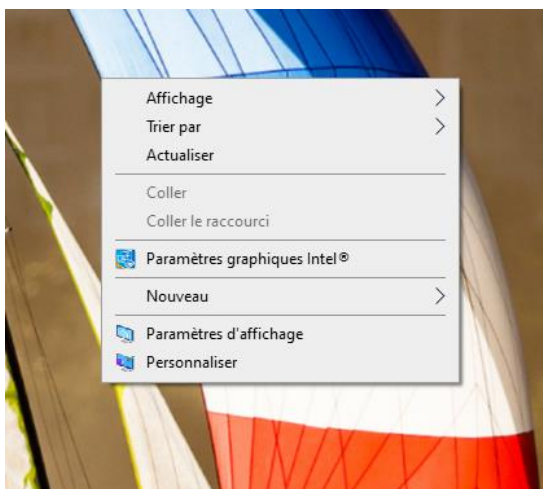 Affichage
Trier par
Actualiser
Coller
Coller le raccourci
Paramètres graphiques Intel®
Nouveau
Paramètres d'affichage
Personnaliser